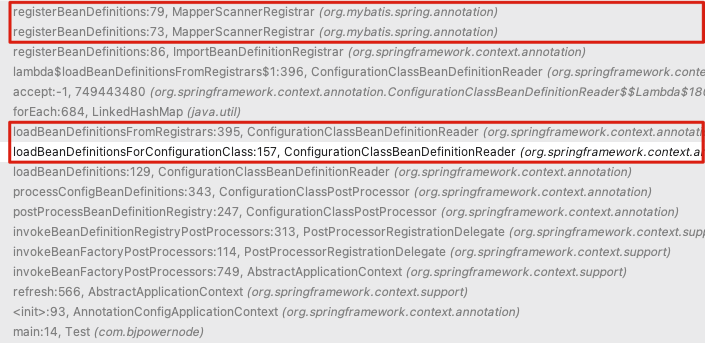 registerBeanDefinitions:79, MapperScannerRegistrar (org.mybatis.spring.annotation)
registerBeanDefinitions:73, MapperScannerRegistrar (org.mybatis.spring.annotation)
registerBeanDefinitions:86, ImportBeanDefinitionRegistrar (org.springframework.context.annotation)
lambda$loadBeanDefinitionsFromRegistrars$1:396, ConfigurationClassBeanDefinitionReader (org.springframework.conte
accept:-1, 749443480 (org.springframework.context.annotation.ConfigurationClassBeanDefinitionReader$$Lambda$186
forEach:684, LinkedHashMap (java.util)
loadBeanDefinitionsFromRegistrars:395, ConfigurationClassBeanDefinitionReader (org.springframework.context.annotati
loadBeanDefinitionsForConfigurationClass:157, ConfigurationClassBeanDefinitionReader (org.springframework.context.a
loadBeanDefinitions:129, ConfigurationClassBeanDefinitionReader (org.springframework.context.annotation)
processConfigBeanDefinitions:343, ConfigurationClassPostProcessor (org.springframework.context.annotation)
postProcessBeanDefinitionRegistry:247, ConfigurationClassPostProcessor (org.springframework.context.annotation)
invokeBeanDefinitionRegistryPostProcessors:313, PostProcessorRegistrationDelegate (org.springframework.context.supp
invokeBeanFactoryPostProcessors:114, PostProcessorRegistrationDelegate (org.springframework.context.support)
invokeBeanFactoryPostProcessors:749, AbstractApplicationContext (org.springframework.context.support)
refresh:566, AbstractApplicationContext (org.springframework.context.support)
<init>:93, AnnotationConfigApplicationContext (org.springframework.context.annotation)
main:14, Test (com.bjpowernode)